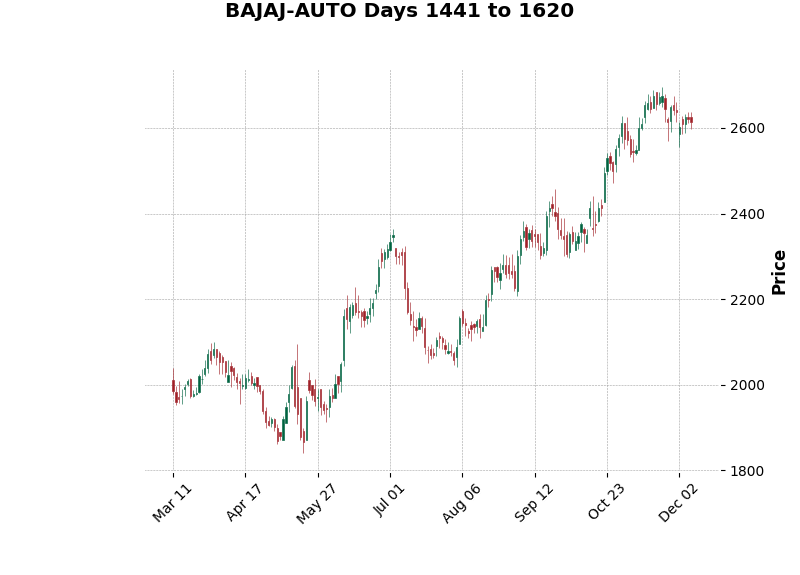 BAJAJ-AUTO Days 1441 to 1620
2600
2400
2200
2000
1800
Price
Mar 11
Apr 17
May 27
Jul 01
Aug 06
Sep 12
Oct 23
Dec 02